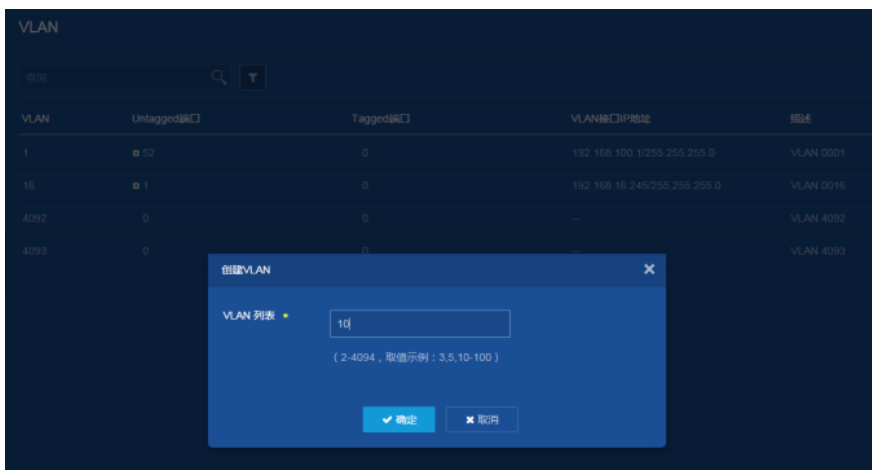 VLAN
查询
VLAN Untagged端口 Tagged端口 VLAN接口IP地址 描述
1 52 0 192.168.100.1/255.255.255.0 VLAN 0001
16 1 0 192.168.16.245/255.255.255.0 VLAN 0016
4092 0 0 -- VLAN 4092
4093 0 0 -- VLAN 4093
创建VLAN
VLAN 列表 *
10
( 2-4094，取值示例：3,5,10-100 )
确定 取消